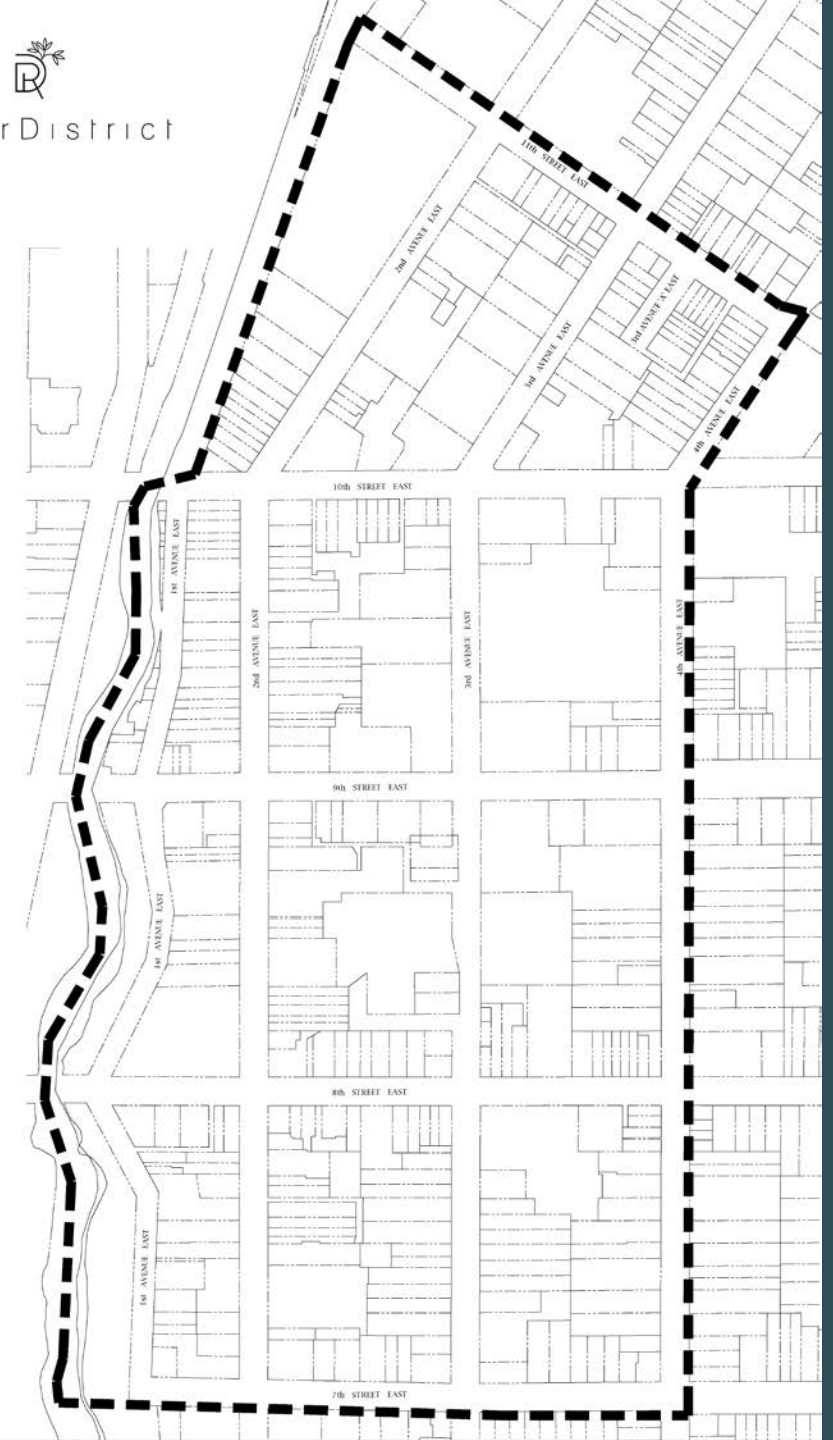 rDistrict
11th STREET EAST
2nd AVENUE EAST
3rd AVENUE 'A' EAST
3rd AVENUE EAST
4th AVENUE EAST
10th STREET EAST
1st AVENUE EAST
2nd AVENUE EAST
3rd AVENUE EAST
4th AVENUE EAST
9th STREET EAST
1st AVENUE EAST
8th STREET EAST
1st AVENUE EAST
7th STREET EAST